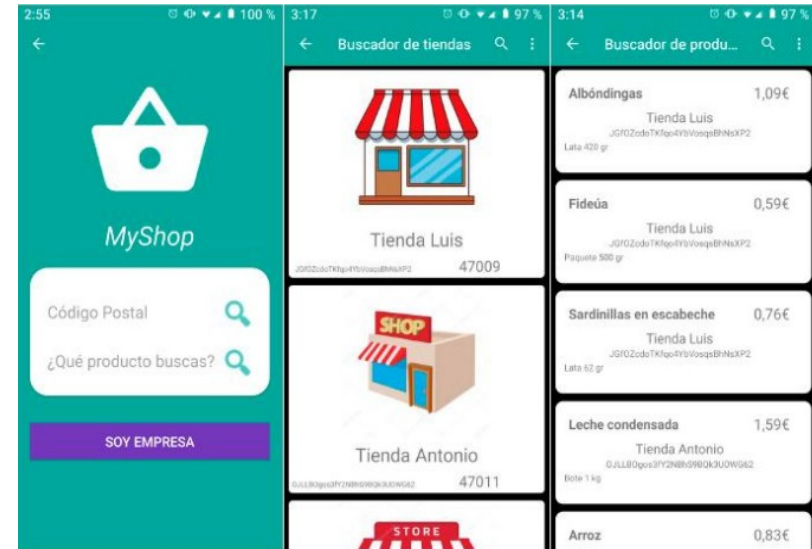 2:55
100 %
MyShop
Código Postal
¿Qué producto buscas?
SOY EMPRESA
3:17
97 %
Buscador de tiendas
Tienda Luis
47009
SHOP
Tienda Antonio
47011
STORE
3:14
97 %
Buscador de produ...
Albóndingas 1,09€
Tienda Luis
Lata 420 gr
Fideúa 0,59€
Tienda Luis
Paquete 500 gr
Sardinillas en escabeche 0,76€
Tienda Luis
Lata 62 gr
Leche condensada 1,59€
Tienda Antonio
Bote 1 kg
Arroz 0,83€